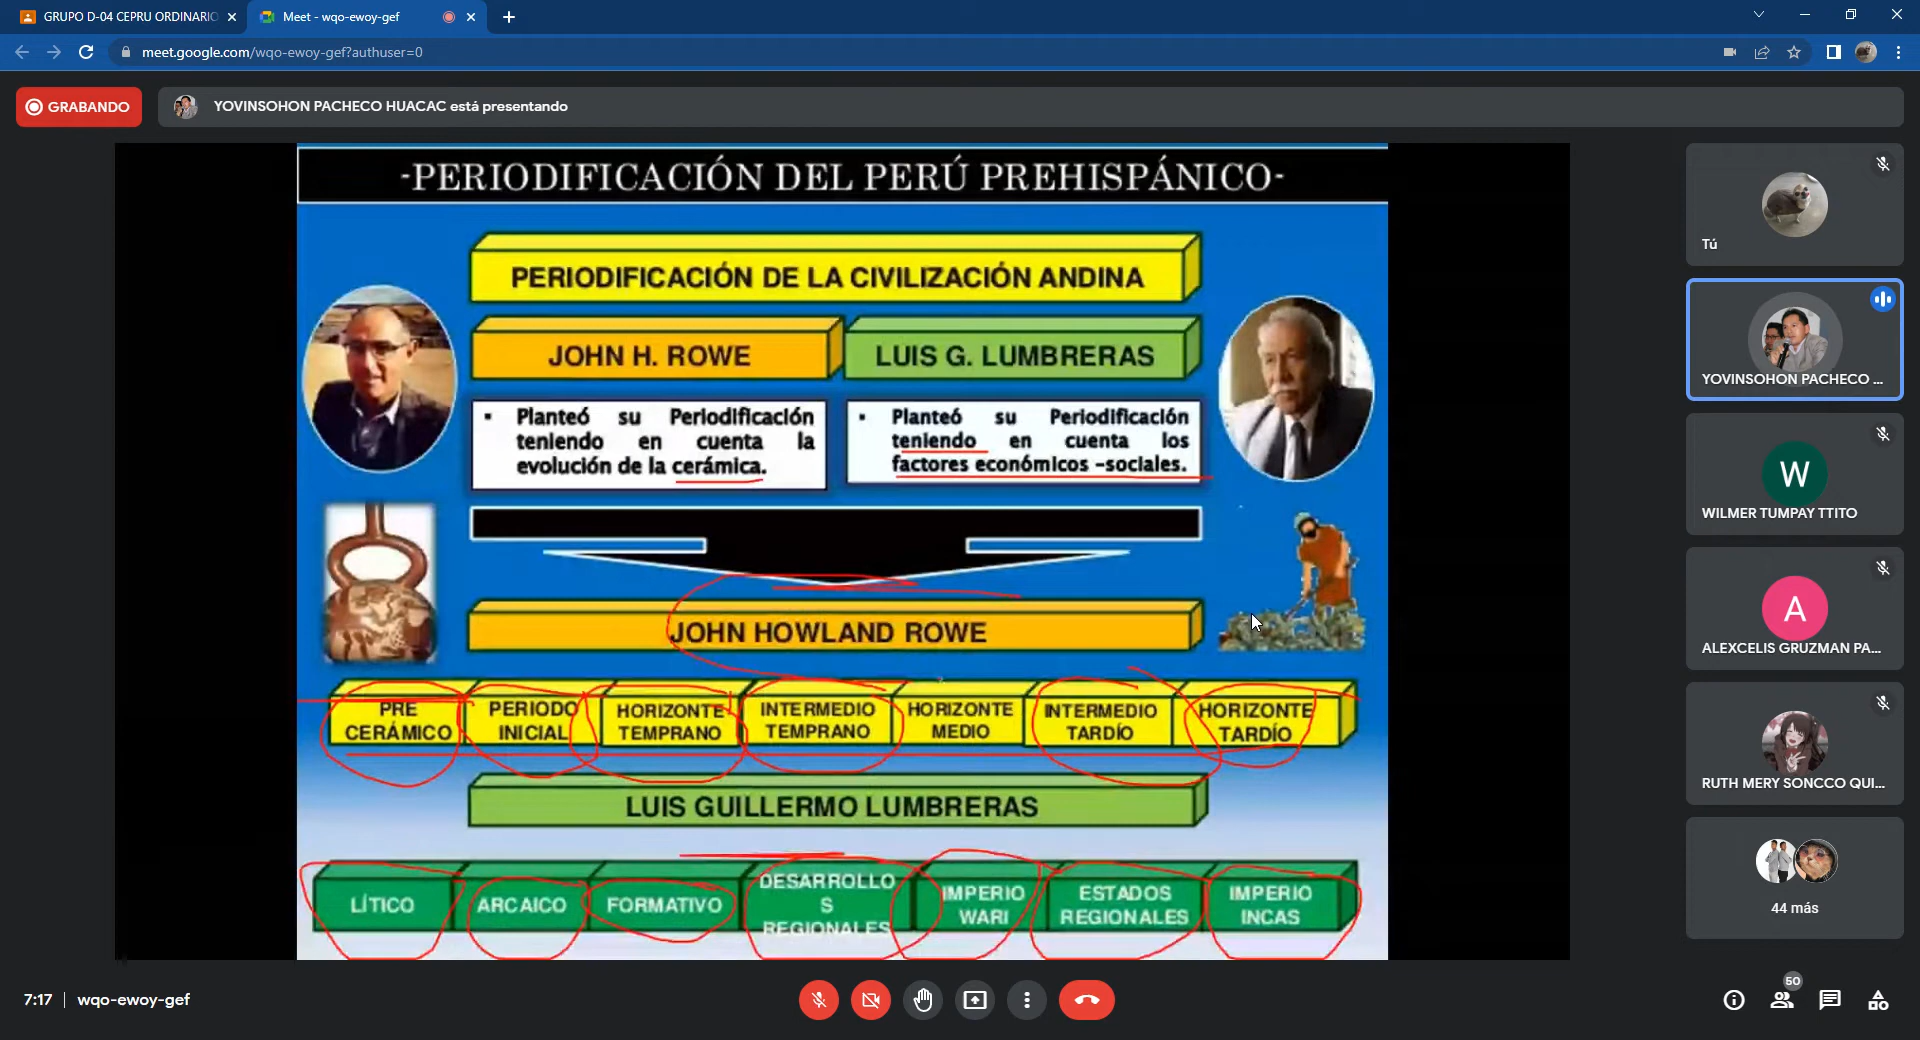 GRUPO D-04 CEPRU ORDINARIO
Meet - wqo-ewoy-gef
meet.google.com/wqo-ewoy-gef?authuser=0
GRABANDO
YOVINSOHON PACHECO HUACAC está presentando
-PERIODIFICACIÓN DEL PERÚ PREHISPÁNICO-
PERIODIFICACIÓN DE LA CIVILIZACIÓN ANDINA
JOHN H. ROWE
▪ Planteó su Periodificación
teniendo en cuenta la
evolución de la cerámica.
LUIS G. LUMBRERAS
▪ Planteó su Periodificación
teniendo en cuenta los
factores económicos –sociales.
JOHN HOWLAND ROWE
PRE
CERÁMICO
PERIODO
INICIAL
HORIZONTE
TEMPRANO
INTERMEDIO
TEMPRANO
HORIZONTE
MEDIO
INTERMEDIO
TARDÍO
HORIZONTE
TARDÍO
LUIS GUILLERMO LUMBRERAS
LÍTICO
ARCAICO
FORMATIVO
DESARROLLO
S
REGIONALES
IMPERIO
WARI
ESTADOS
REGIONALES
IMPERIO
INCAS
Tú
YOVINSOHON PACHECO ...
W
WILMER TUMPAY TTITO
A
ALEXCELIS GRUZMAN PA...
RUTH MERY SONCCO QUI...
44 más
7:17 | wqo-ewoy-gef
50